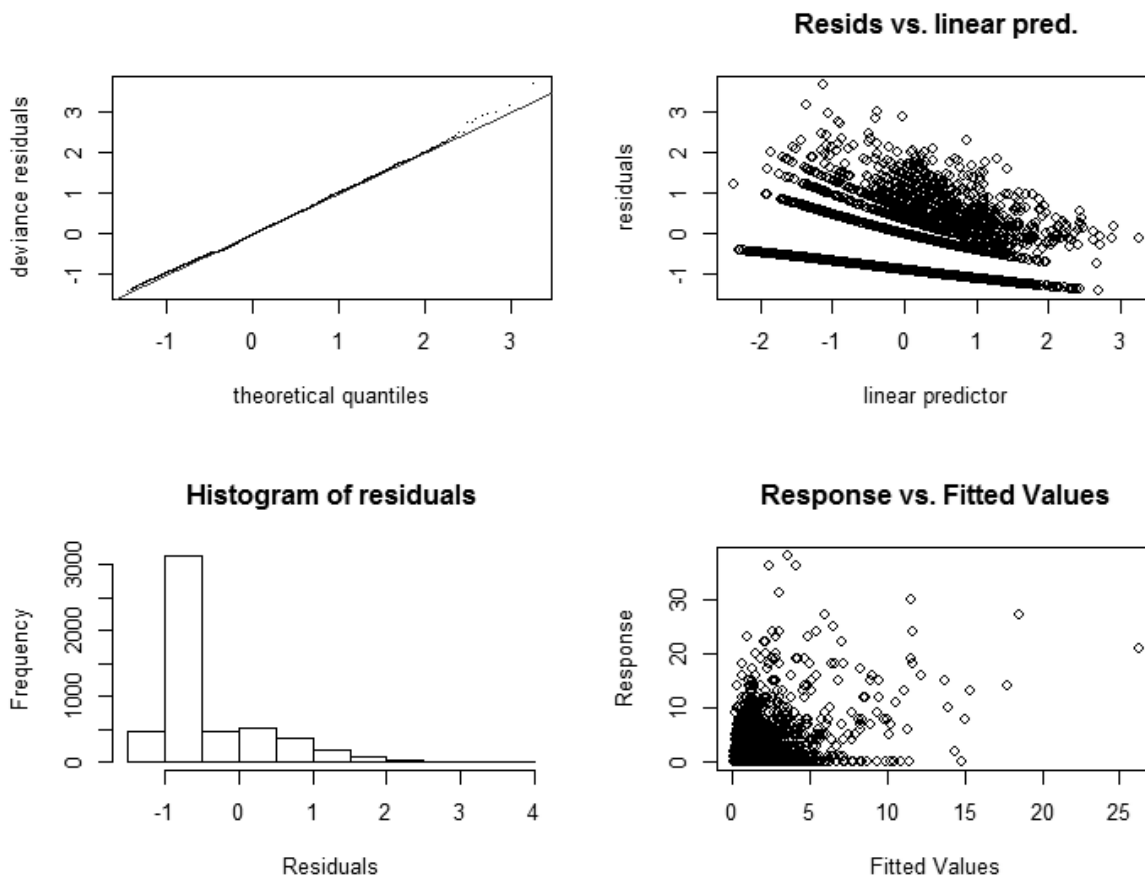 deviance residuals
3
2
1
0
-1
-1 0 1 2 3
theoretical quantiles
Resids vs. linear pred.
residuals
3
2
1
0
-1
-2 -1 0 1 2 3
linear predictor
Histogram of residuals
Frequency
3000
2000
1000
0
-1 0 1 2 3 4
Residuals
Response vs. Fitted Values
Response
30
20
10
0
0 5 10 15 20 25
Fitted Values